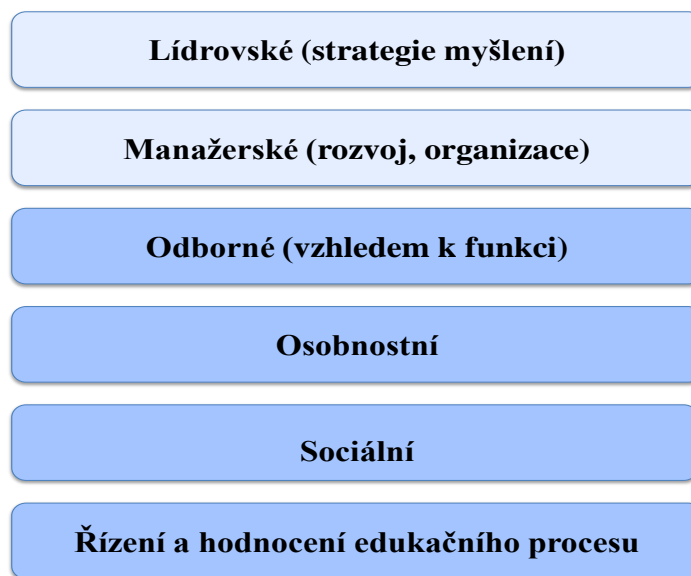 Lídrovské (strategie myšlení)
Manažerské (rozvoj, organizace)
Odborné (vzhledem k funkci)
Osobnostní
Sociální
Řízení a hodnocení edukačního procesu